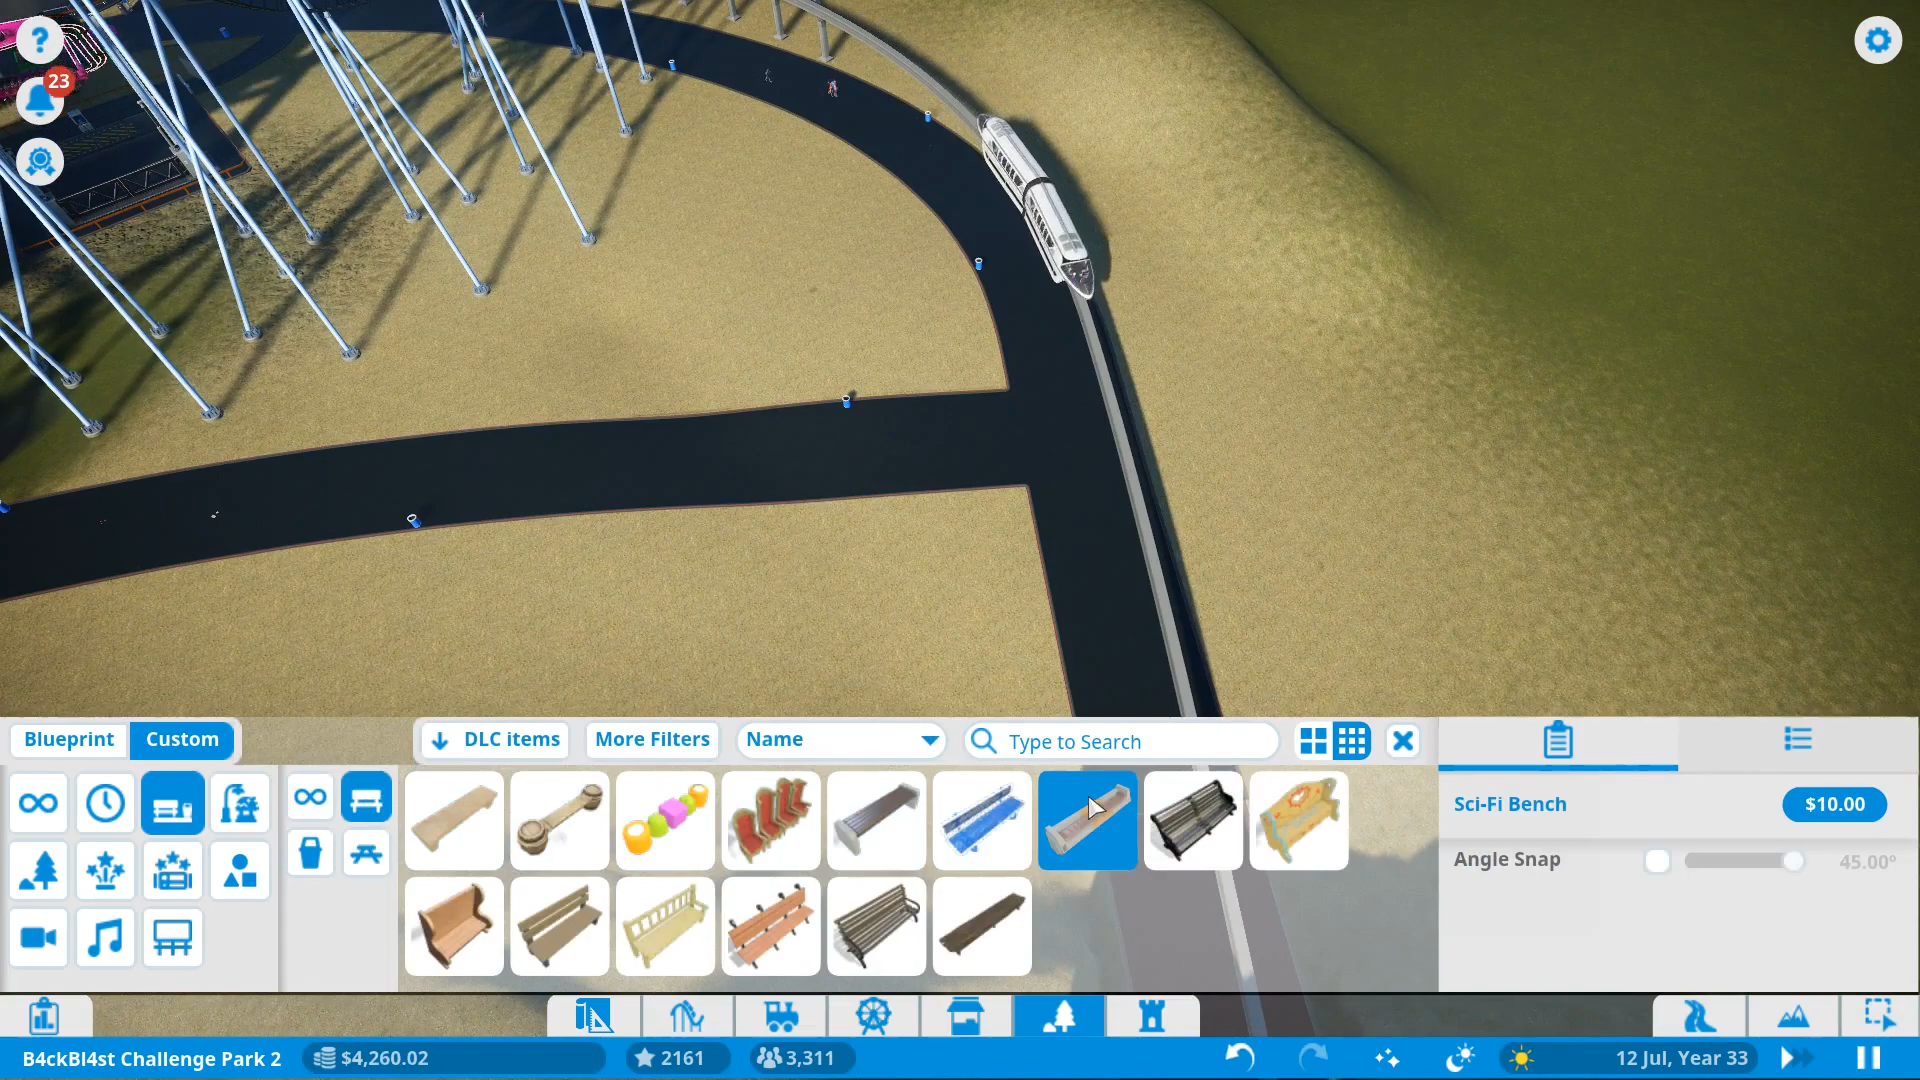 ?
23
Blueprint
Custom
DLC items
More Filters
Name
Type to Search
Sci-Fi Bench
$10.00
Angle Snap
45.00°
B4ckBl4st Challenge Park 2
$4,260.02
2161
3,311
12 Jul, Year 33